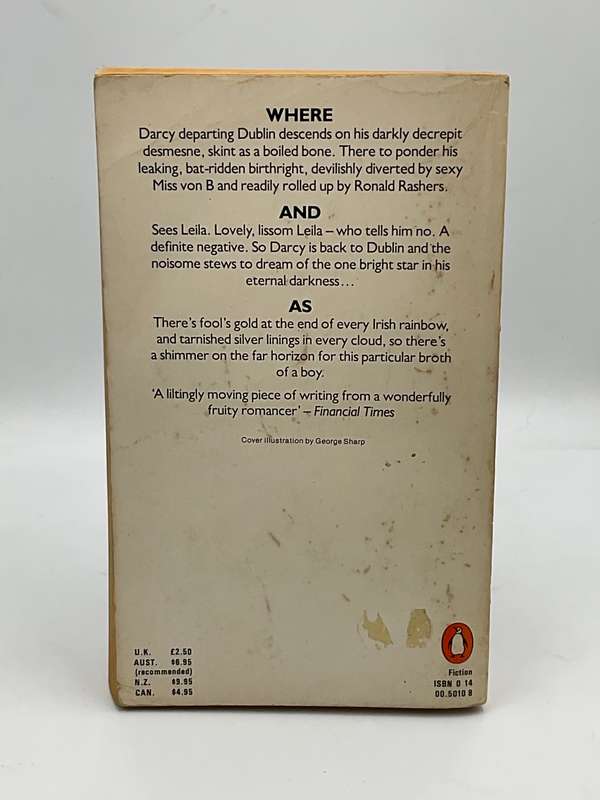 WHERE
Darcy departing Dublin descends on his darkly decrepit
desmesne, skint as a boiled bone. There to ponder his
leaking, bat-ridden birthright, devilishly diverted by sexy
Miss von B and readily rolled up by Ronald Rashers.
AND
Sees Leila. Lovely, lissom Leila – who tells him no. A
definite negative. So Darcy is back to Dublin and the
noisome stews to dream of the one bright star in his
eternal darkness...
AS
There's fool's gold at the end of every Irish rainbow,
and tarnished silver linings in every cloud, so there's
a shimmer on the far horizon for this particular broth
of a boy.
'A liltingly moving piece of writing from a wonderfully
fruity romancer' – Financial Times
Cover illustration by George Sharp
U.K. £2.50
AUST. $6.95
(recommended)
N.Z. $9.95
CAN. $4.95
Fiction
ISBN 0 14
00.5010 8